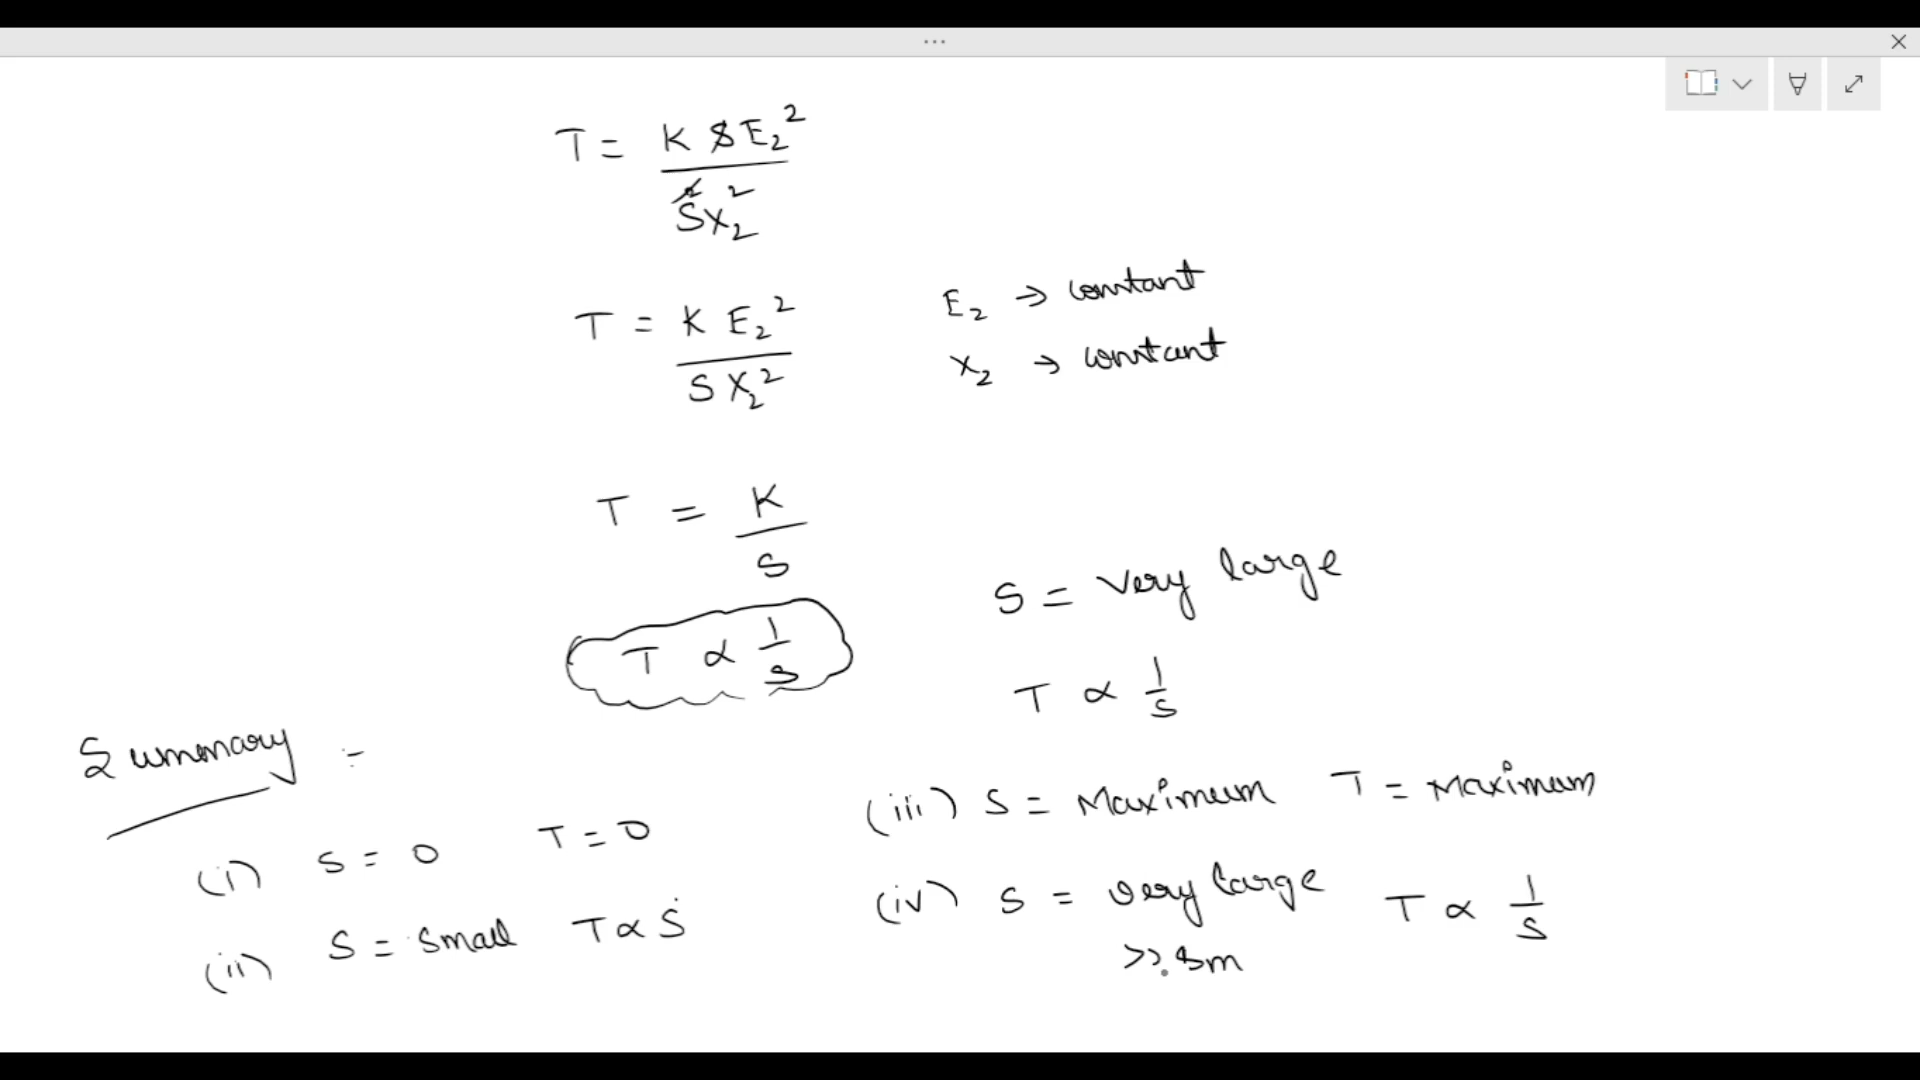 T = K S E₂² / S² X₂²
T = K E₂² / S X₂²
E₂ → constant
X₂ → constant
T = K / S
T ∝ 1/S
S = Very large
T ∝ 1/S
Summary :-
(i) S = 0 T = 0
(ii) S = small T ∝ S
(iii) S = Maximum T = Maximum
(iv) S = very large T ∝ 1/S
>> Sm